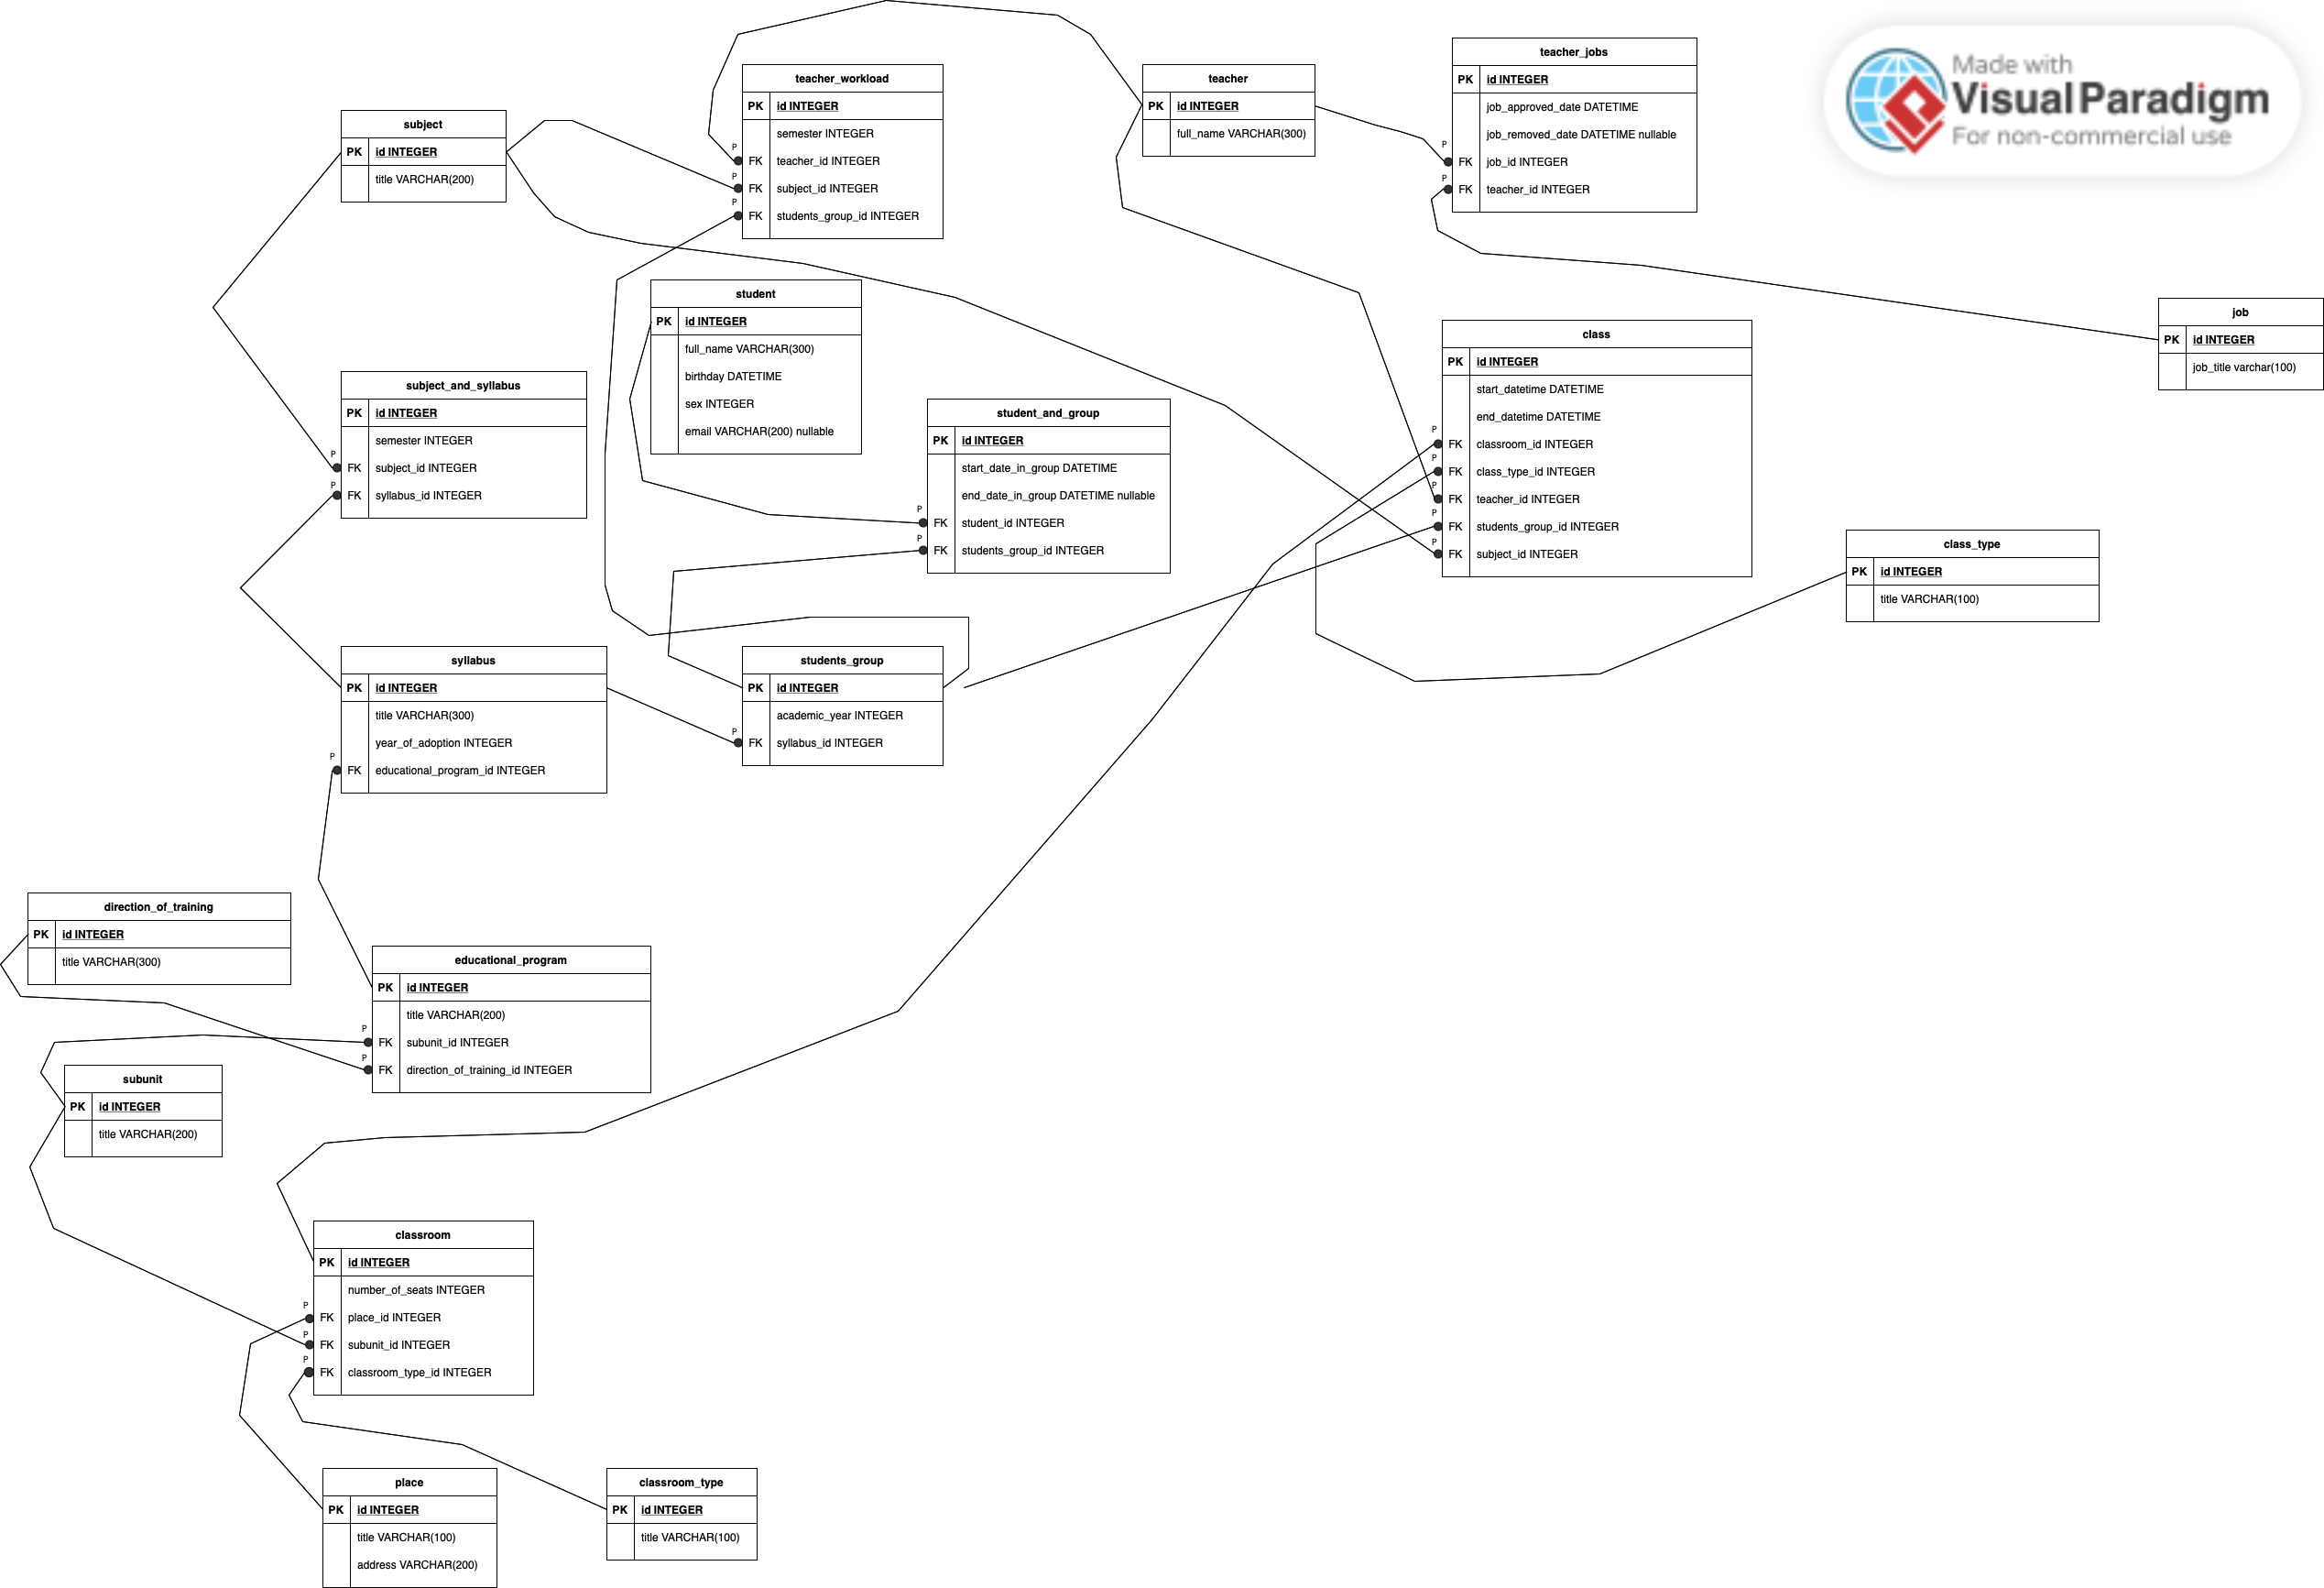 Made with
Visual Paradigm
For non-commercial use
teacher_jobs
PK id INTEGER
job_approved_date DATETIME
job_removed_date DATETIME nullable
P
FK job_id INTEGER
P
FK teacher_id INTEGER
teacher
PK id INTEGER
full_name VARCHAR(300)
teacher_workload
PK id INTEGER
semester INTEGER
P
FK teacher_id INTEGER
P
FK subject_id INTEGER
P
FK students_group_id INTEGER
subject
PK id INTEGER
title VARCHAR(200)
student
PK id INTEGER
full_name VARCHAR(300)
birthday DATETIME
sex INTEGER
email VARCHAR(200) nullable
job
PK id INTEGER
job_title varchar(100)
class
PK id INTEGER
start_datetime DATETIME
end_datetime DATETIME
P
FK classroom_id INTEGER
P
FK class_type_id INTEGER
P
FK teacher_id INTEGER
P
FK students_group_id INTEGER
P
FK subject_id INTEGER
subject_and_syllabus
PK id INTEGER
semester INTEGER
P
FK subject_id INTEGER
P
FK syllabus_id INTEGER
student_and_group
PK id INTEGER
start_date_in_group DATETIME
end_date_in_group DATETIME nullable
P
FK student_id INTEGER
P
FK students_group_id INTEGER
class_type
PK id INTEGER
title VARCHAR(100)
syllabus
PK id INTEGER
title VARCHAR(300)
year_of_adoption INTEGER
P
FK educational_program_id INTEGER
students_group
PK id INTEGER
academic_year INTEGER
P
FK syllabus_id INTEGER
direction_of_training
PK id INTEGER
title VARCHAR(300)
educational_program
PK id INTEGER
title VARCHAR(200)
P
FK subunit_id INTEGER
P
FK direction_of_training_id INTEGER
subunit
PK id INTEGER
title VARCHAR(200)
classroom
PK id INTEGER
number_of_seats INTEGER
P
FK place_id INTEGER
P
FK subunit_id INTEGER
P
FK classroom_type_id INTEGER
place
PK id INTEGER
title VARCHAR(100)
address VARCHAR(200)
classroom_type
PK id INTEGER
title VARCHAR(100)